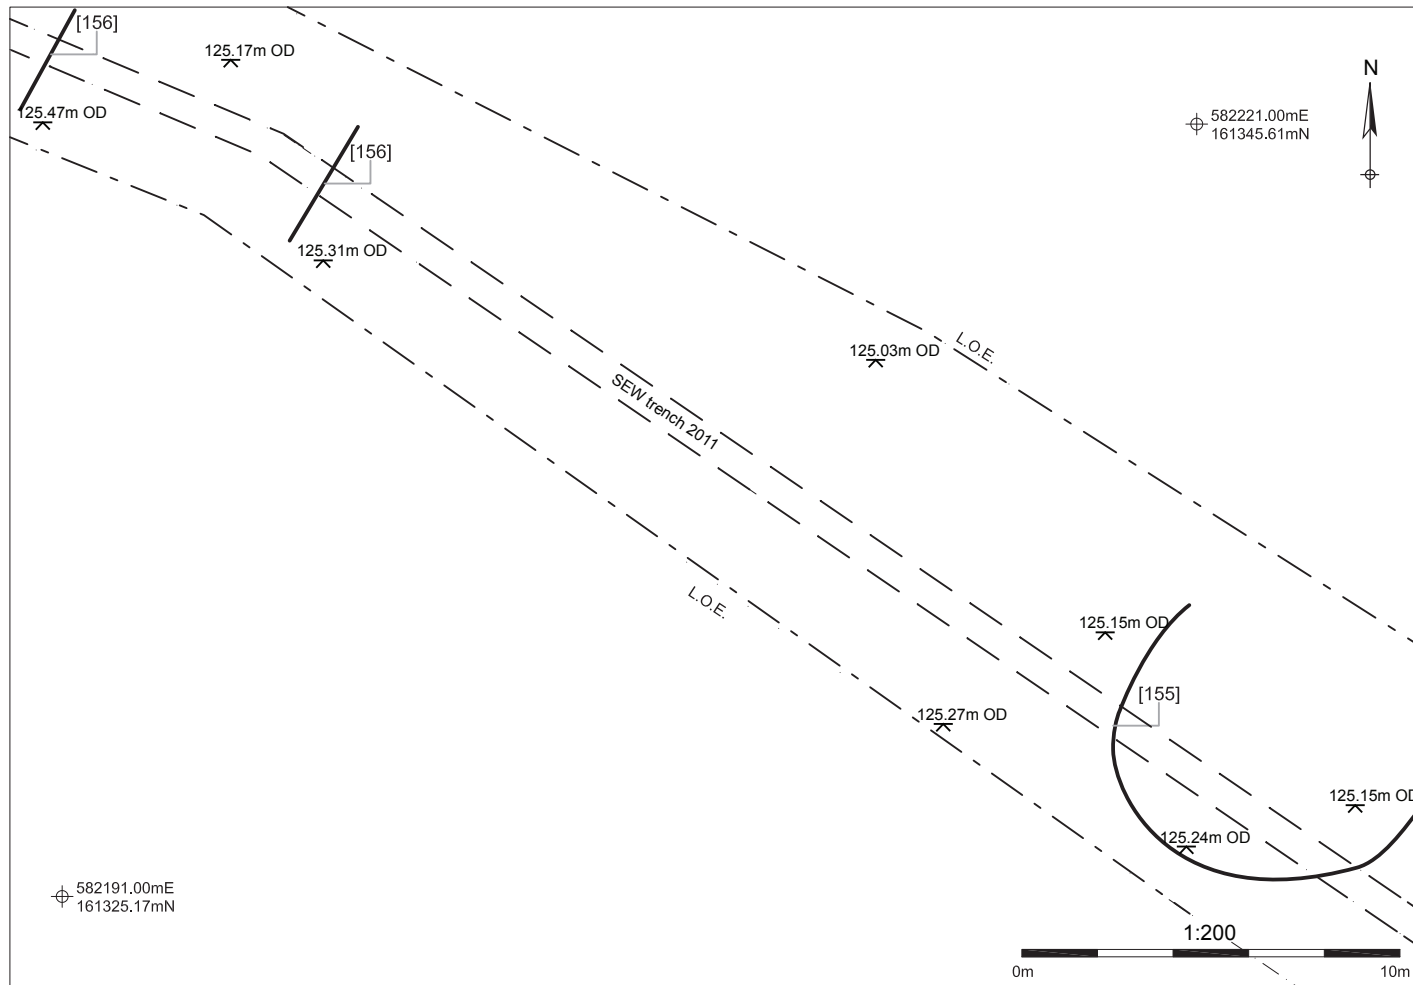 [156]
125.17m OD
N
125.47m OD
582221.00mE
161345.61mN
[156]
125.31m OD
L.O.E.
125.03m OD
SEW trench 2011
L.O.E.
125.15m OD
[155]
125.27m OD
125.15m OD
125.24m OD
582191.00mE
161325.17mN
1:200
0m
10m